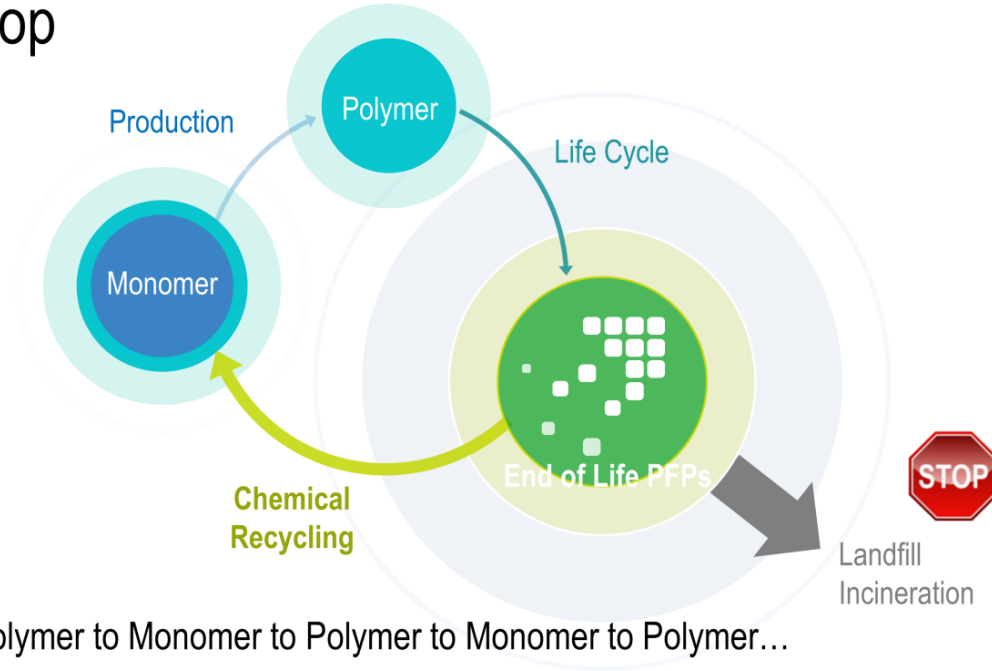 op
Polymer
Production
Life Cycle
Monomer
End of Life PFPs
STOP
Chemical
Recycling
Landfill
Incineration
olymer to Monomer to Polymer to Monomer to Polymer…